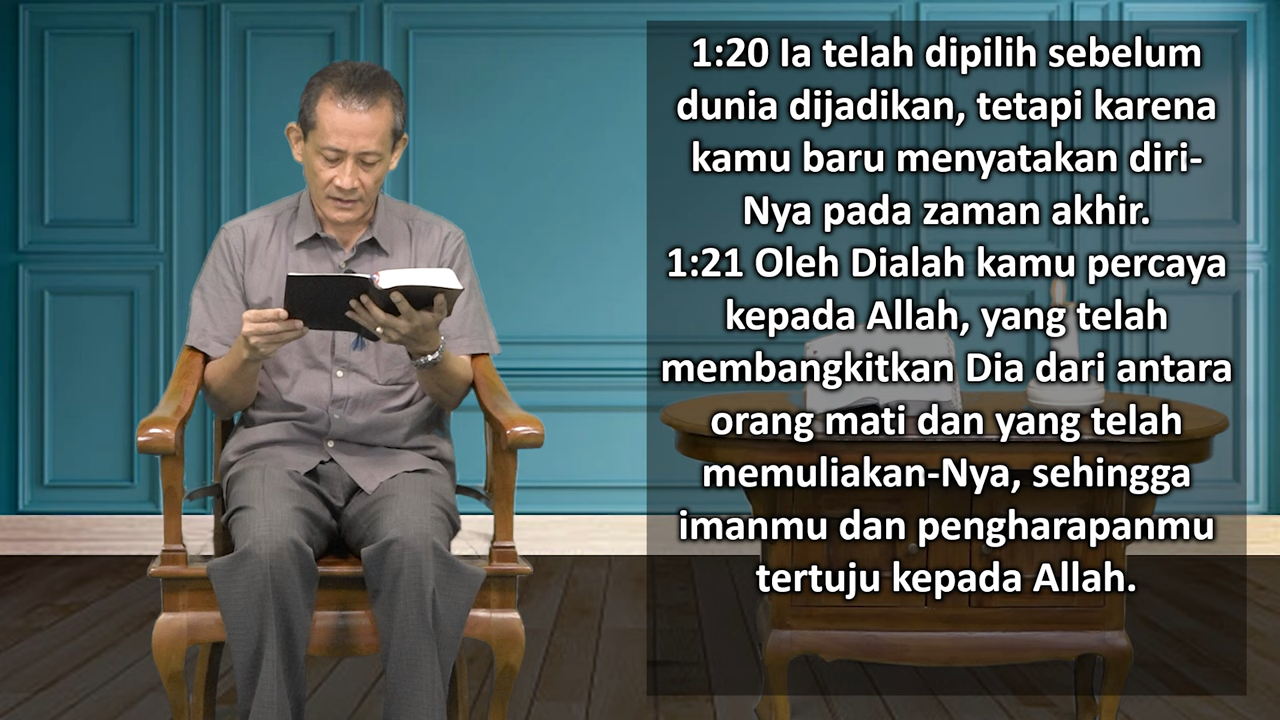 1:20 Ia telah dipilih sebelum
dunia dijadikan, tetapi karena
kamu baru menyatakan diri-
Nya pada zaman akhir.
1:21 Oleh Dialah kamu percaya
kepada Allah, yang telah
membangkitkan Dia dari antara
orang mati dan yang telah
memuliakan-Nya, sehingga
imanmu dan pengharapanmu
tertuju kepada Allah.